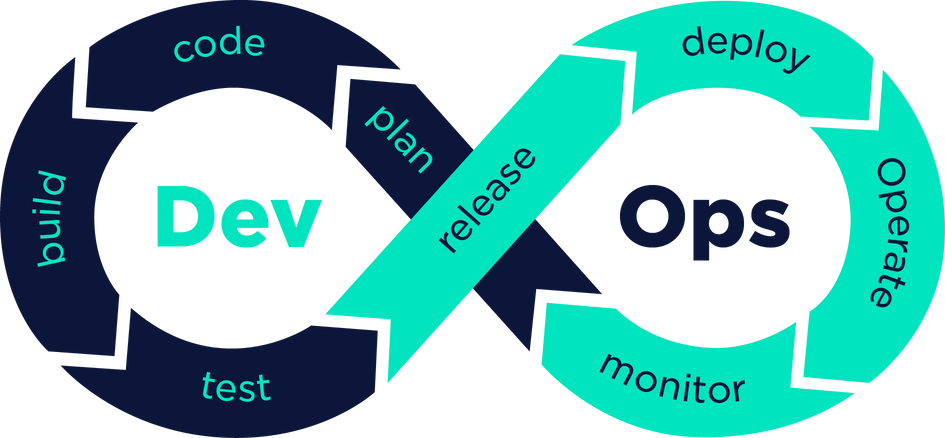 plan
code
build
test
release
deploy
Operate
monitor
Dev
Ops